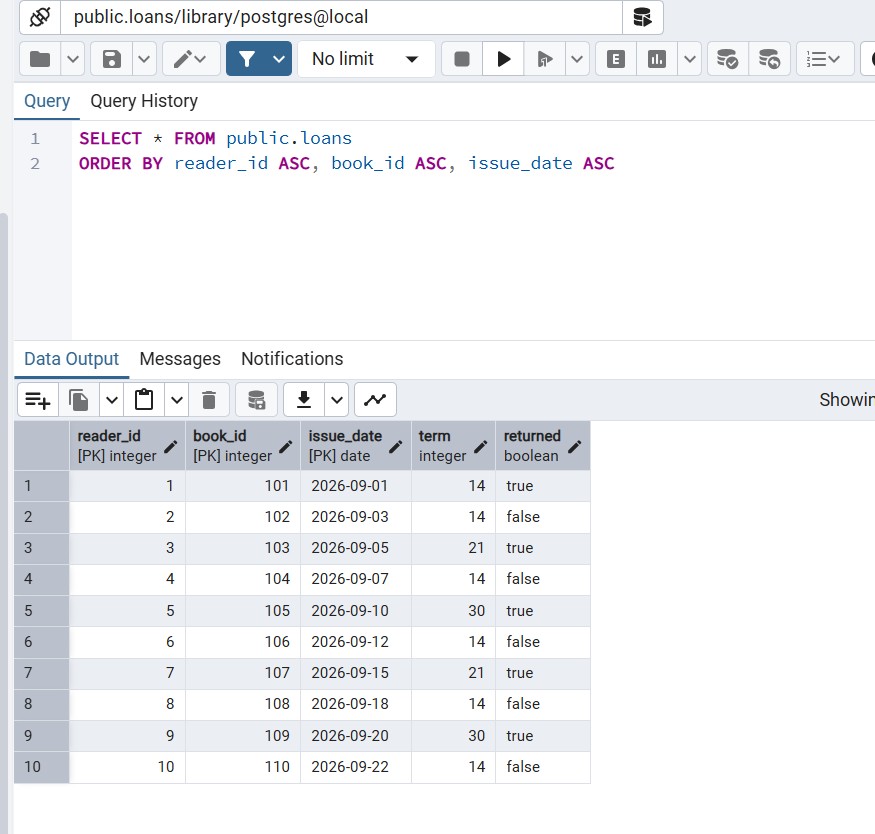 public.loans/library/postgres@local
No limit
E
Query Query History
1 SELECT * FROM public.loans
2 ORDER BY reader_id ASC, book_id ASC, issue_date ASC
Data Output Messages Notifications
Showin
reader_id book_id issue_date term returned
[PK] integer [PK] integer [PK] date integer boolean
1 1 101 2026-09-01 14 true
2 2 102 2026-09-03 14 false
3 3 103 2026-09-05 21 true
4 4 104 2026-09-07 14 false
5 5 105 2026-09-10 30 true
6 6 106 2026-09-12 14 false
7 7 107 2026-09-15 21 true
8 8 108 2026-09-18 14 false
9 9 109 2026-09-20 30 true
10 10 110 2026-09-22 14 false